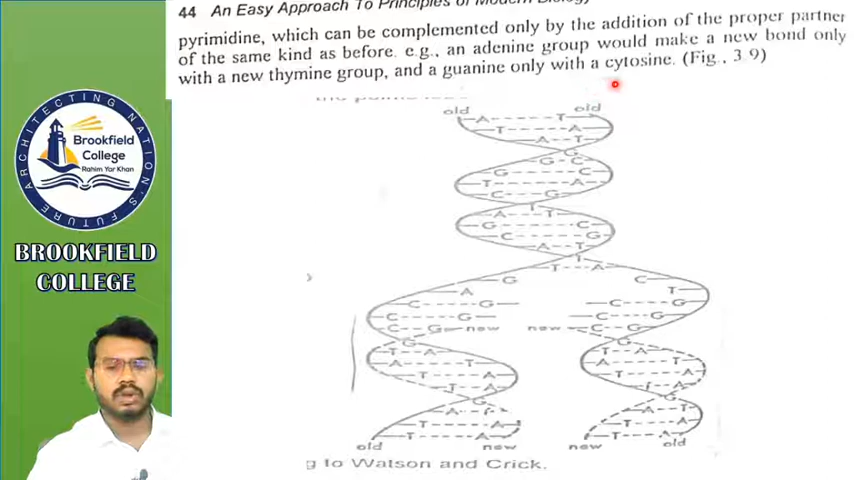 44 An Easy Approach To Principles of Modern Biology
pyrimidine, which can be complemented only by the addition of the proper partner
of the same kind as before. e.g., an adenine group would make a new bond only
with a new thymine group, and a guanine only with a cytosine. (Fig., 3.9)
ARCHITECTING NATION'S FUTURE
Brookfield
College
Rahim Yar Khan
BROOKFIELD
COLLEGE
old old
A T
T A
A T
G
G C
G C
T A
C G
T
A T
G C
C G
A T
T
T A
G C
A T
C G C G
C G C G
C G new new C G
G G
T A A T
A T T A
T A T A
T A
G G
A T A T
T A T A
T A T A
old new new old
g to Watson and Crick.